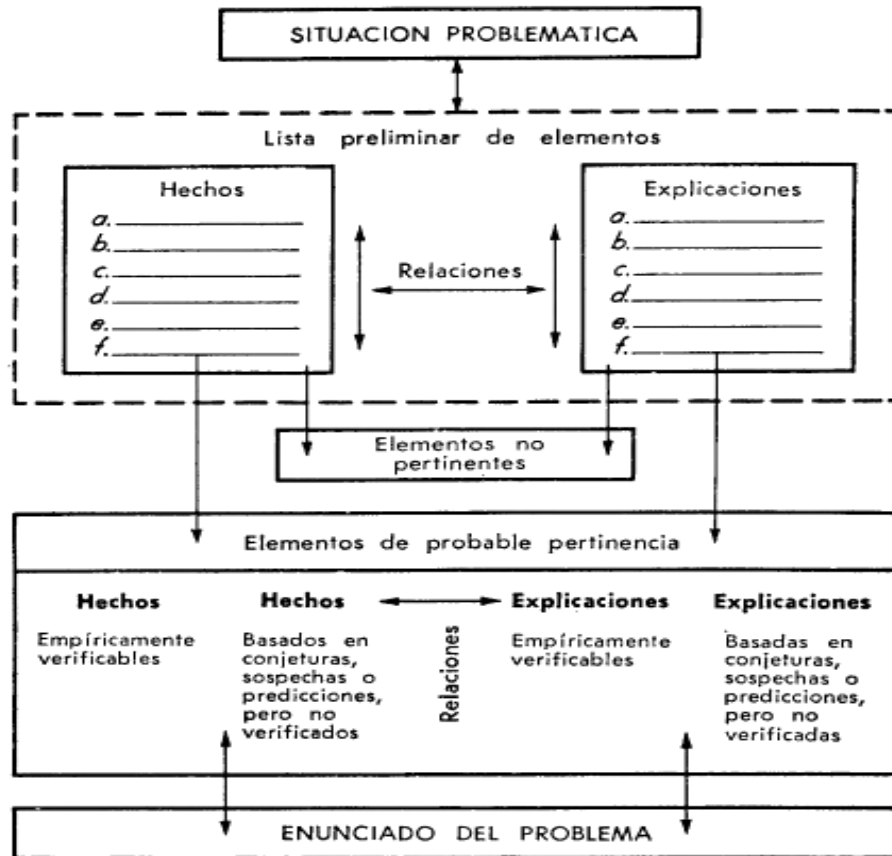 SITUACION PROBLEMATICA
Lista preliminar de elementos
Hechos
a.
b.
c.
d.
e.
f.
Relaciones
Explicaciones
a.
b.
c.
d.
e.
f.
Elementos no
pertinentes
Elementos de probable pertinencia
Hechos
Empíricamente
verificables
Hechos
Basados en
conjeturas,
sospechas o
predicciones,
pero no
verificados
Relaciones
Explicaciones
Empíricamente
verificables
Explicaciones
Basadas en
conjeturas,
sospechas o
predicciones,
pero no
verificadas
ENUNCIADO DEL PROBLEMA